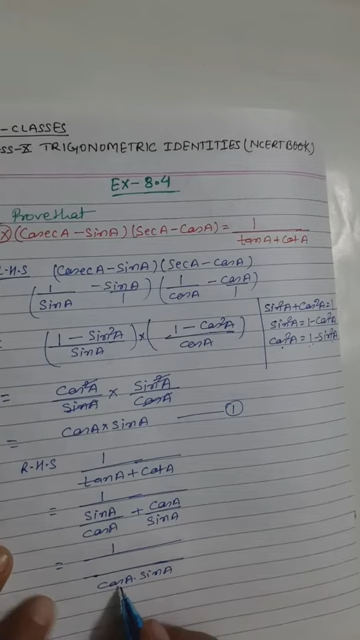 -CLASSES
SS-X TRIGONOMETRIC IDENTITIES (NCERT BOOK)
EX-8.4
Prove that
x) (CosecA - SinA) (SecA - CosA) = 1/(tanA + CotA)
L.H.S (CosecA - SinA) (SecA - CosA)
(1/SinA - SinA/1) (1/CosA - CosA/1)
= (1 - Sin²A/SinA) × (1 - Cos²A/CosA)
Sin²A + Cos²A = 1
Sin²A = 1 - Cos²A
Cos²A = 1 - Sin²A
= Cos²A/SinA × Sin²A/CosA
= CosA × SinA ——— ①
R.H.S 1/(tanA + CotA)
= 1/(SinA/CosA + CosA/SinA)
= 1/
CosA. SinA